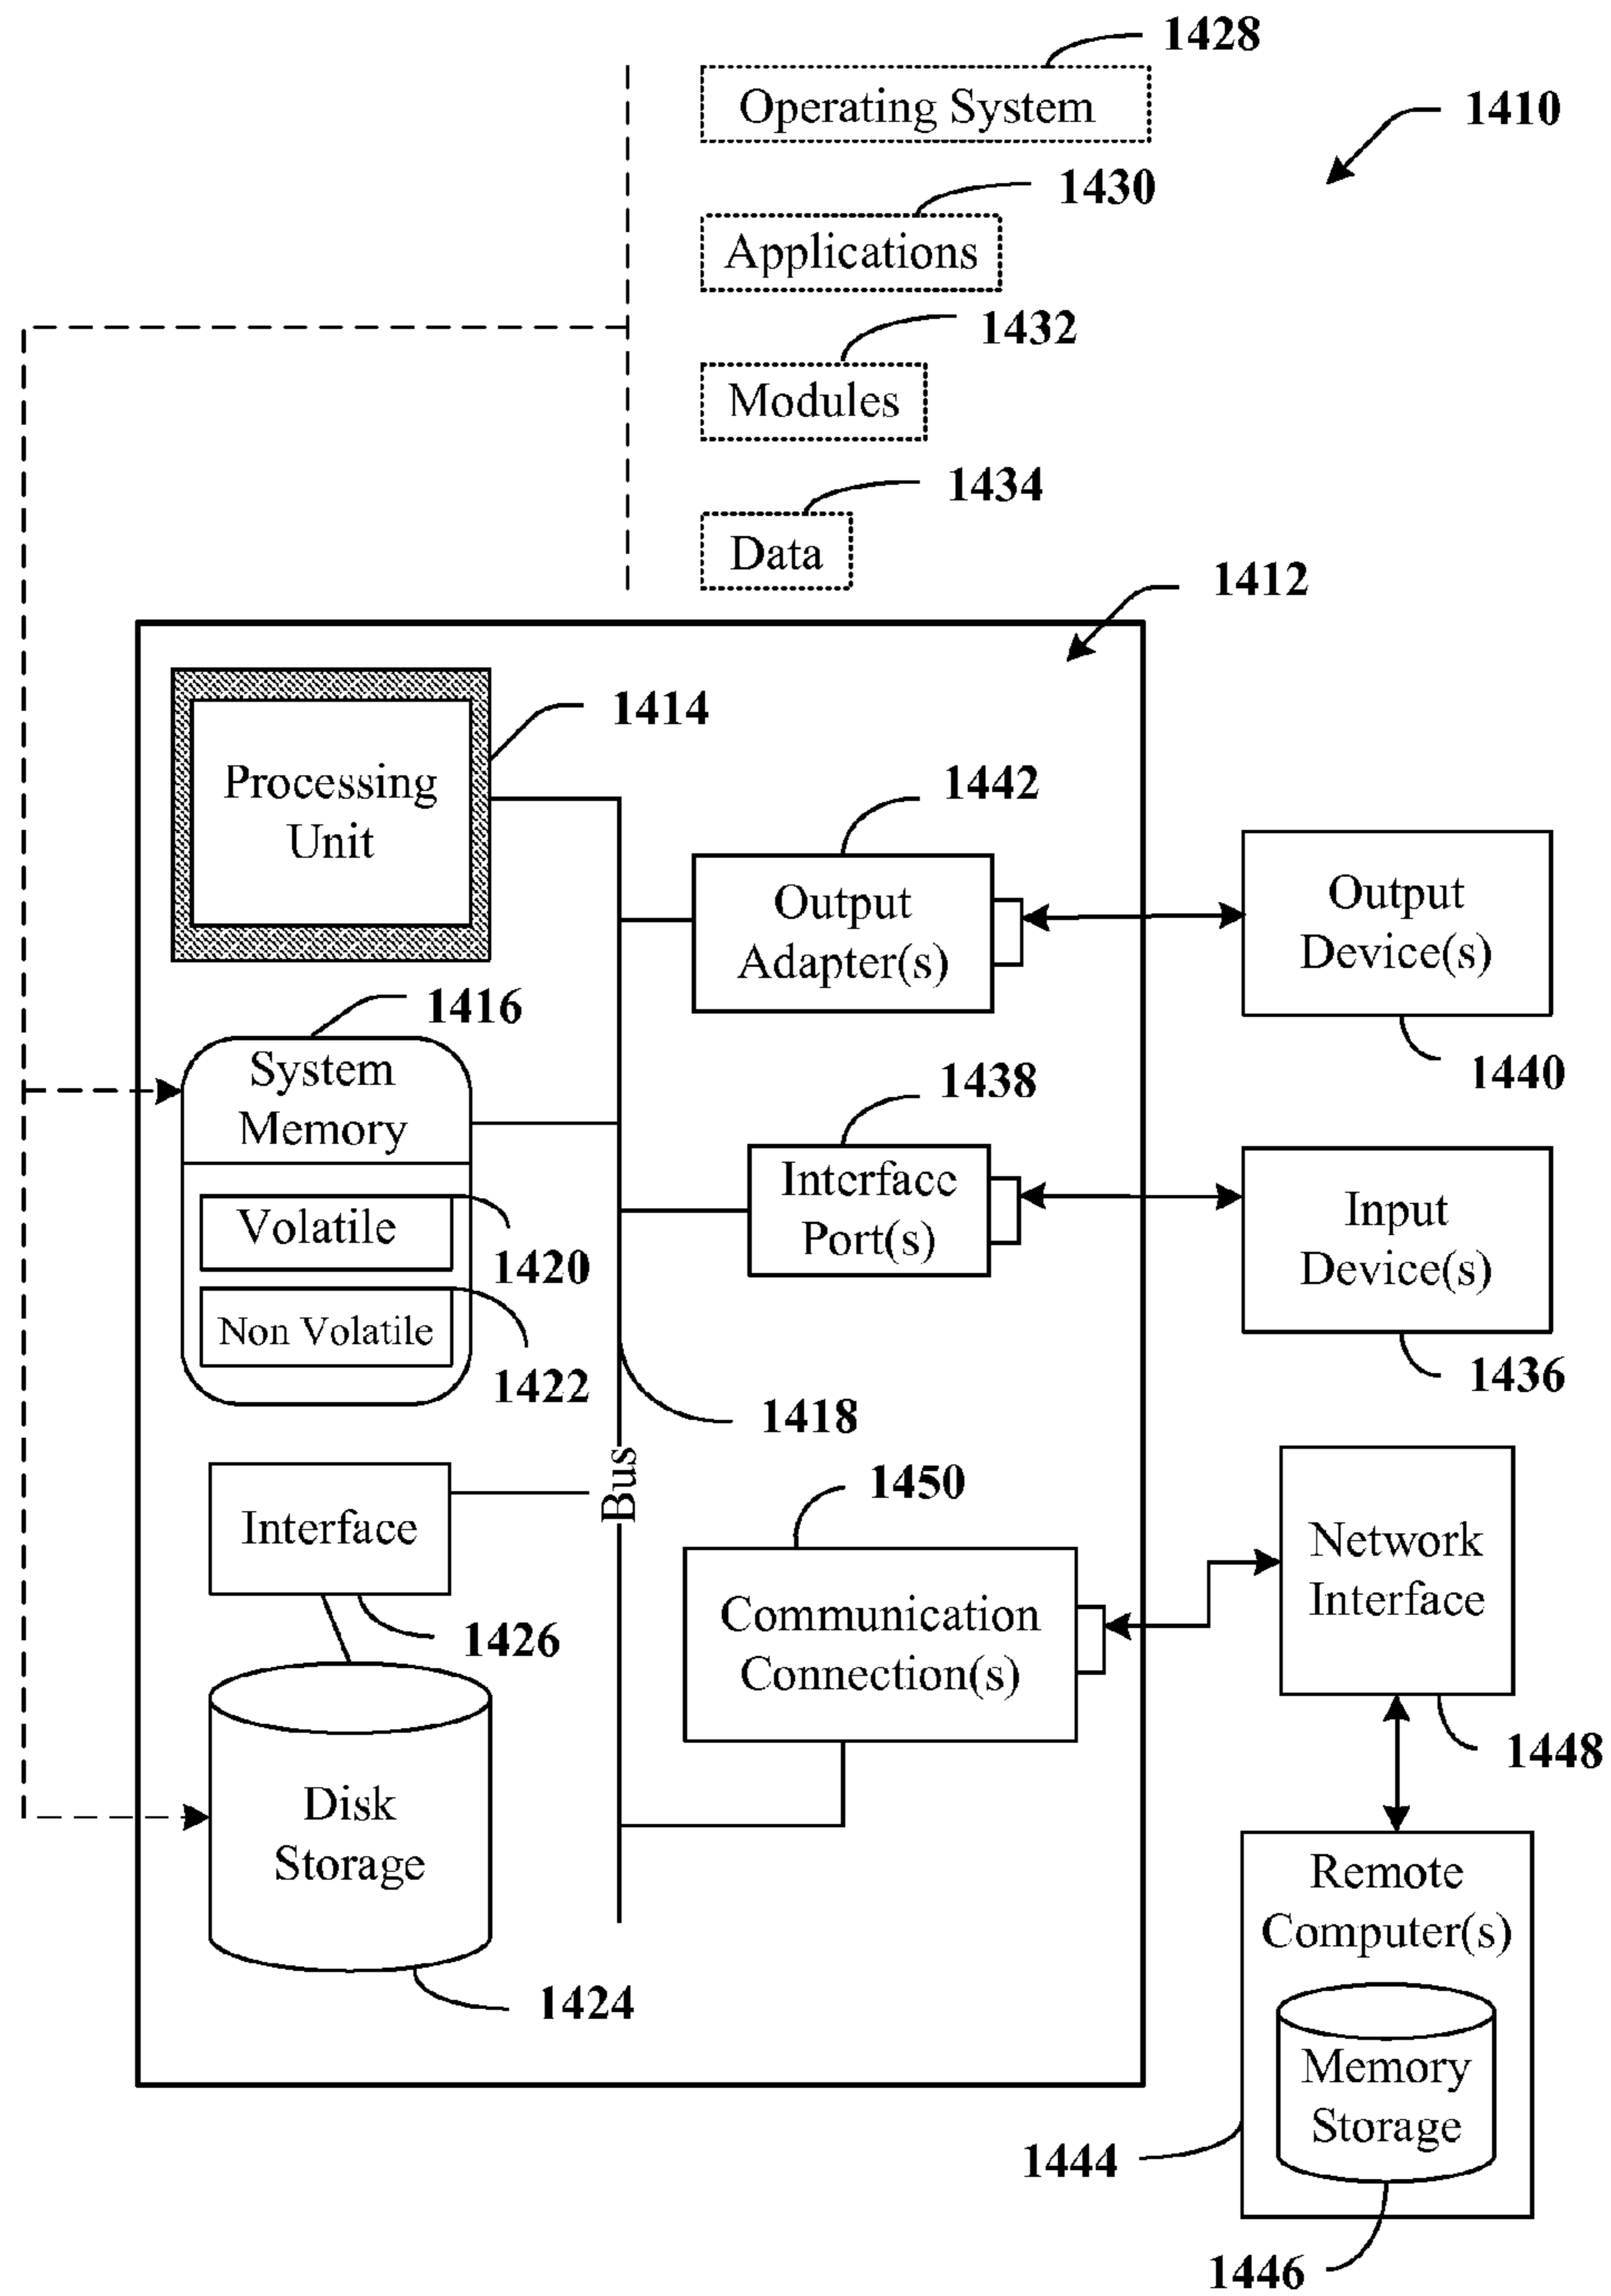 1428
Operating System
1410
1430
Applications
1432
Modules
1434
Data
1412
1414
Processing
Unit
1442
Output
Adapter(s)
Output
Device(s)
1440
1416
System
Memory
1438
Interface
Port(s)
Input
Device(s)
1436
Volatile
1420
Non Volatile
1422
1418
Bus
Interface
1426
1450
Communication
Connection(s)
Network
Interface
1448
Disk
Storage
1424
Remote
Computer(s)
Memory
Storage
1444
1446